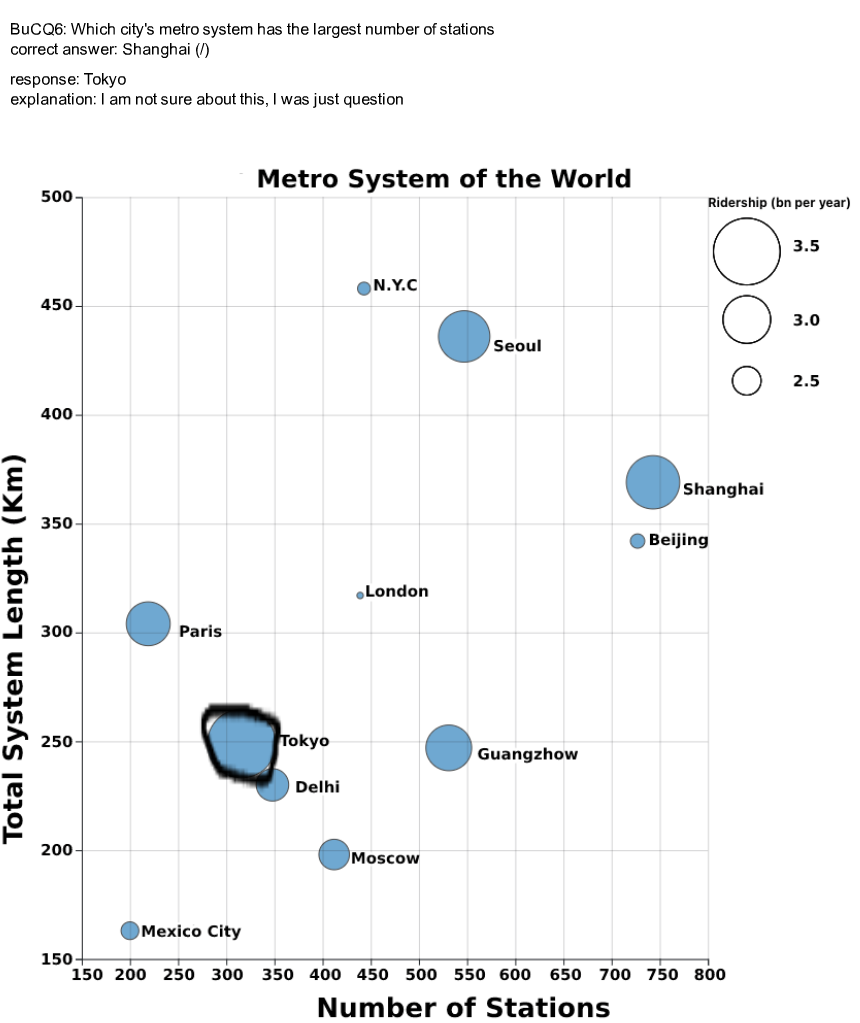 BuCQ6: Which city's metro system has the largest number of stations
correct answer: Shanghai (/)
response: Tokyo
explanation: I am not sure about this, I was just question
Metro System of the World
Ridership (bn per year)
3.5
3.0
2.5
Total System Length (Km)
500
450
400
350
300
250
200
150
N.Y.C
Seoul
Shanghai
Beijing
London
Paris
Tokyo
Guangzhow
Delhi
Moscow
Mexico City
150 200 250 300 350 400 450 500 550 600 650 700 750 800
Number of Stations